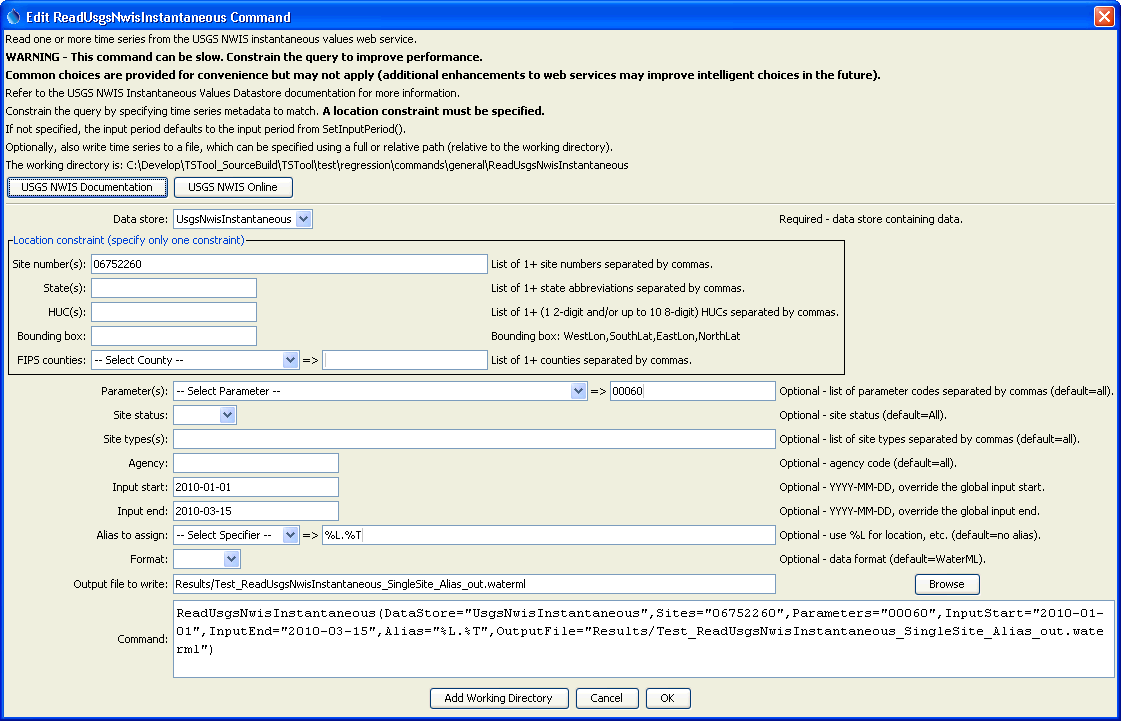 Edit ReadUsgsNwisInstantaneous Command
Read one or more time series from the USGS NWIS instantaneous values web service.
WARNING - This command can be slow. Constrain the query to improve performance.
Common choices are provided for convenience but may not apply (additional enhancements to web services may improve intelligent choices in the future).
Refer to the USGS NWIS Instantaneous Values Datastore documentation for more information.
Constrain the query by specifying time series metadata to match. A location constraint must be specified.
If not specified, the input period defaults to the input period from SetInputPeriod().
Optionally, also write time series to a file, which can be specified using a full or relative path (relative to the working directory).
The working directory is: C:\Develop\TSTool_SourceBuild\TSTool\test\regression\commands\general\ReadUsgsNwisInstantaneous
USGS NWIS Documentation USGS NWIS Online
Data store: UsgsNwisInstantaneous Required - data store containing data.
Location constraint (specify only one constraint)
Site number(s): 06752260 List of 1+ site numbers separated by commas.
State(s): List of 1+ state abbreviations separated by commas.
HUC(s): List of 1+ (1 2-digit and/or up to 10 8-digit) HUCs separated by commas.
Bounding box: Bounding box: WestLon,SouthLat,EastLon,NorthLat
FIPS counties: -- Select County -- => List of 1+ counties separated by commas.
Parameter(s): -- Select Parameter -- => 00060 Optional - list of parameter codes separated by commas (default=all).
Site status: Optional - site status (default=All).
Site types(s): Optional - list of site types separated by commas (default=all).
Agency: Optional - agency code (default=all).
Input start: 2010-01-01 Optional - YYYY-MM-DD, override the global input start.
Input end: 2010-03-15 Optional - YYYY-MM-DD, override the global input end.
Alias to assign: -- Select Specifier -- => %L.%T Optional - use %L for location, etc. (default=no alias).
Format: Optional - data format (default=WaterML).
Output file to write: Results/Test_ReadUsgsNwisInstantaneous_SingleSite_Alias_out.waterml Browse
Command: ReadUsgsNwisInstantaneous(DataStore="UsgsNwisInstantaneous",Sites="06752260",Parameters="00060",InputStart="2010-01-
01",InputEnd="2010-03-15",Alias="%L.%T",OutputFile="Results/Test_ReadUsgsNwisInstantaneous_SingleSite_Alias_out.wate
rml")
Add Working Directory Cancel OK